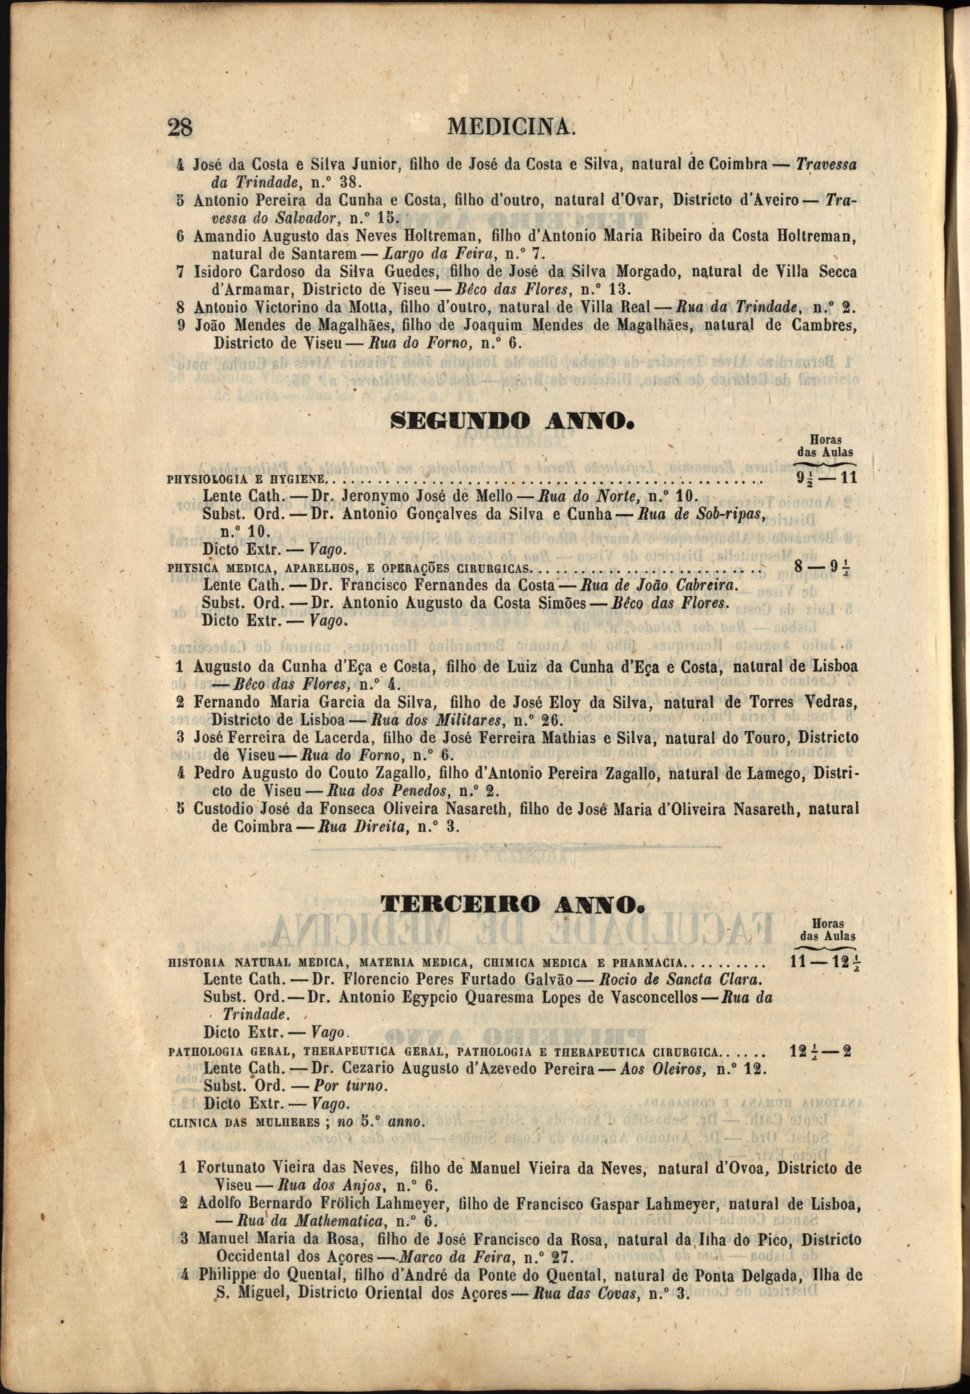 28
MEDICINA.
4 José da Costa e Silva Junior, filho de José da Costa e Silva, natural de Coimbra — Travessa
da Trindade, n.º 38.
5 Antonio Pereira da Cunha e Costa, filho d'outro, natural d'Ovar, Districto d'Aveiro — Tra-
vessa do Salvador, n.º 15.
6 Amandio Augusto das Neves Holtreman, filho d'Antonio Maria Ribeiro da Costa Holtreman,
natural de Santarem — Largo da Feira, n.º 7.
7 Isidoro Cardoso da Silva Guedes, filho de José da Silva Morgado, natural de Villa Secca
d'Armamar, Districto de Viseu — Bêco das Flores, n.º 13.
8 Antonio Victorino da Motta, filho d'outro, natural de Villa Real — Rua da Trindade, n.º 2.
9 João Mendes de Magalhães, filho de Joaquim Mendes de Magalhães, natural de Cambres,
Districto de Viseu — Rua do Forno, n.º 6.
SEGUNDO ANNO.
Horas
das Aulas
PHYSIOLOGIA E HYGIENE. . . . . . . . . . . . . . . . . . . . 9½ — 11
Lente Cath. — Dr. Jeronymo José de Mello — Rua do Norte, n.º 10.
Subst. Ord. — Dr. Antonio Gonçalves da Silva e Cunha — Rua de Sob-ripas,
n.º 10.
Dicto Extr. — Vago.
PHYSICA MEDICA, APARELHOS, E OPERAÇÕES CIRURGICAS. . . . . . . . . . 8 — 9½
Lente Cath. — Dr. Francisco Fernandes da Costa — Rua de João Cabreira.
Subst. Ord. — Dr. Antonio Augusto da Costa Simões — Bêco das Flores.
Dicto Extr. — Vago.
1 Augusto da Cunha d'Eça e Costa, filho de Luiz da Cunha d'Eça e Costa, natural de Lisboa
— Bêco das Flores, n.º 4.
2 Fernando Maria Garcia da Silva, filho de José Eloy da Silva, natural de Torres Vedras,
Districto de Lisboa — Rua dos Militares, n.º 26.
3 José Ferreira de Lacerda, filho de José Ferreira Mathias e Silva, natural do Touro, Districto
de Viseu — Rua do Forno, n.º 6.
4 Pedro Augusto do Couto Zagallo, filho d'Antonio Pereira Zagallo, natural de Lamego, Distri-
cto de Viseu — Rua dos Penedos, n.º 2.
5 Custodio José da Fonseca Oliveira Nasareth, filho de José Maria d'Oliveira Nasareth, natural
de Coimbra — Rua Direita, n.º 3.
TERCEIRO ANNO.
Horas
das Aulas
HISTORIA NATURAL MEDICA, MATERIA MEDICA, CHIMICA MEDICA E PHARMACIA. . . . . . . . . . 11 — 12½
Lente Cath. — Dr. Florencio Peres Furtado Galvão — Rocio de Sancta Clara.
Subst. Ord. — Dr. Antonio Egypcio Quaresma Lopes de Vasconcellos — Rua da
Trindade.
Dicto Extr. — Vago.
PATHOLOGIA GERAL, THERAPEUTICA GERAL, PATHOLOGIA E THERAPEUTICA CIRURGICA. . . . . . 12½ — 2
Lente Cath. — Dr. Cezario Augusto d'Azevedo Pereira — Aos Oleiros, n.º 12.
Subst. Ord. — Por turno.
Dicto Extr. — Vago.
CLINICA DAS MULHERES ; no 5.º anno.
1 Fortunato Vieira das Neves, filho de Manuel Vieira da Neves, natural d'Ovoa, Districto de
Viseu — Rua dos Anjos, n.º 6.
2 Adolfo Bernardo Frölich Lahmeyer, filho de Francisco Gaspar Lahmeyer, natural de Lisboa,
— Rua da Mathematica, n.º 6.
3 Manuel Maria da Rosa, filho de José Francisco da Rosa, natural da Ilha do Pico, Districto
Occidental dos Açores — Marco da Feira, n.º 27.
4 Philippe do Quental, filho d'André da Ponte do Quental, natural de Ponta Delgada, Ilha de
S. Miguel, Districto Oriental dos Açores — Rua das Covas, n.º 3.